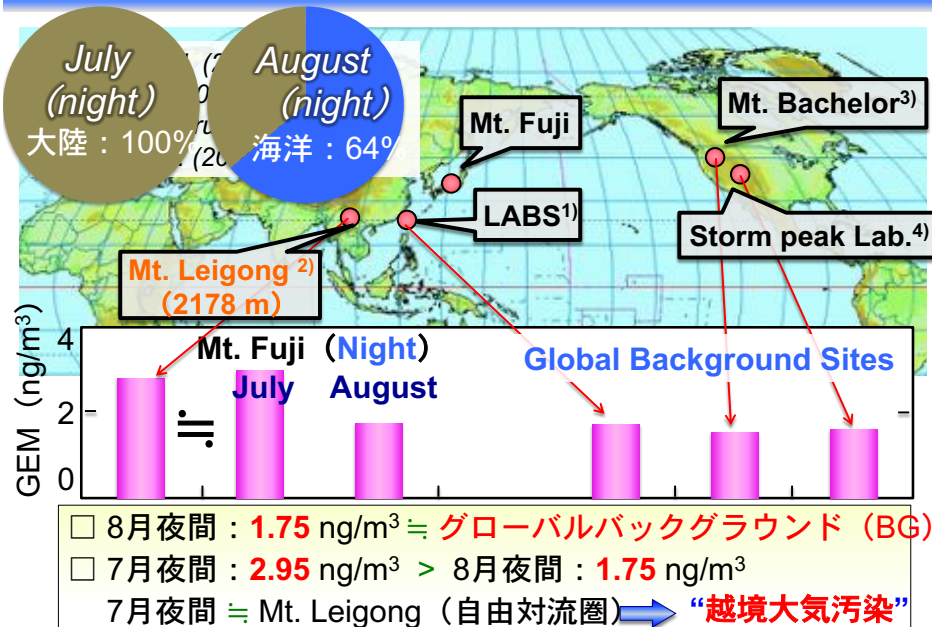 July
(night)
大陸：100%
August
(night)
海洋：64%
Mt. Fuji
Mt. Bachelor3)
LABS1)
Storm peak Lab.4)
Mt. Leigong 2)
（2178 m）
GEM（ng/m3）
4
2
0
Mt. Fuji（Night）
July August
Global Background Sites
≒
□ 8月夜間：1.75 ng/m3 ≒ グローバルバックグラウンド（BG）
□ 7月夜間：2.95 ng/m3 > 8月夜間：1.75 ng/m3
7月夜間 ≒ Mt. Leigong（自由対流圏） “越境大気汚染”